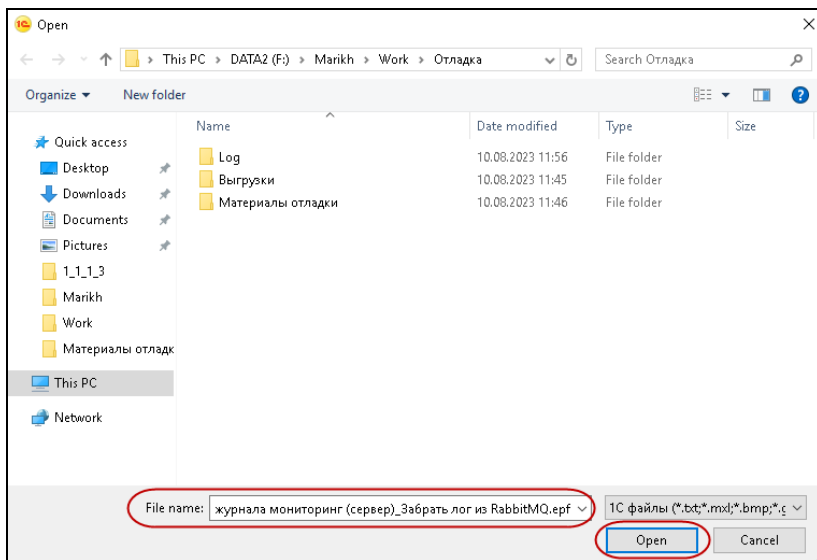 1С Open
This PC > DATA2 (F:) > Marikh > Work > Отладка
Search Отладка
Organize
New folder
Name Date modified Type Size
Quick access
Desktop
Downloads
Documents
Pictures
1_1_1_3
Marikh
Work
Материалы отладк
This PC
Network
Log 10.08.2023 11:56 File folder
Выгрузки 10.08.2023 11:45 File folder
Материалы отладки 10.08.2023 11:46 File folder
File name: журнала мониторинг (сервер)_Забрать лог из RabbitMQ.epf
1С файлы (*.txt;*.mxl;*.bmp;*.g
Open Cancel